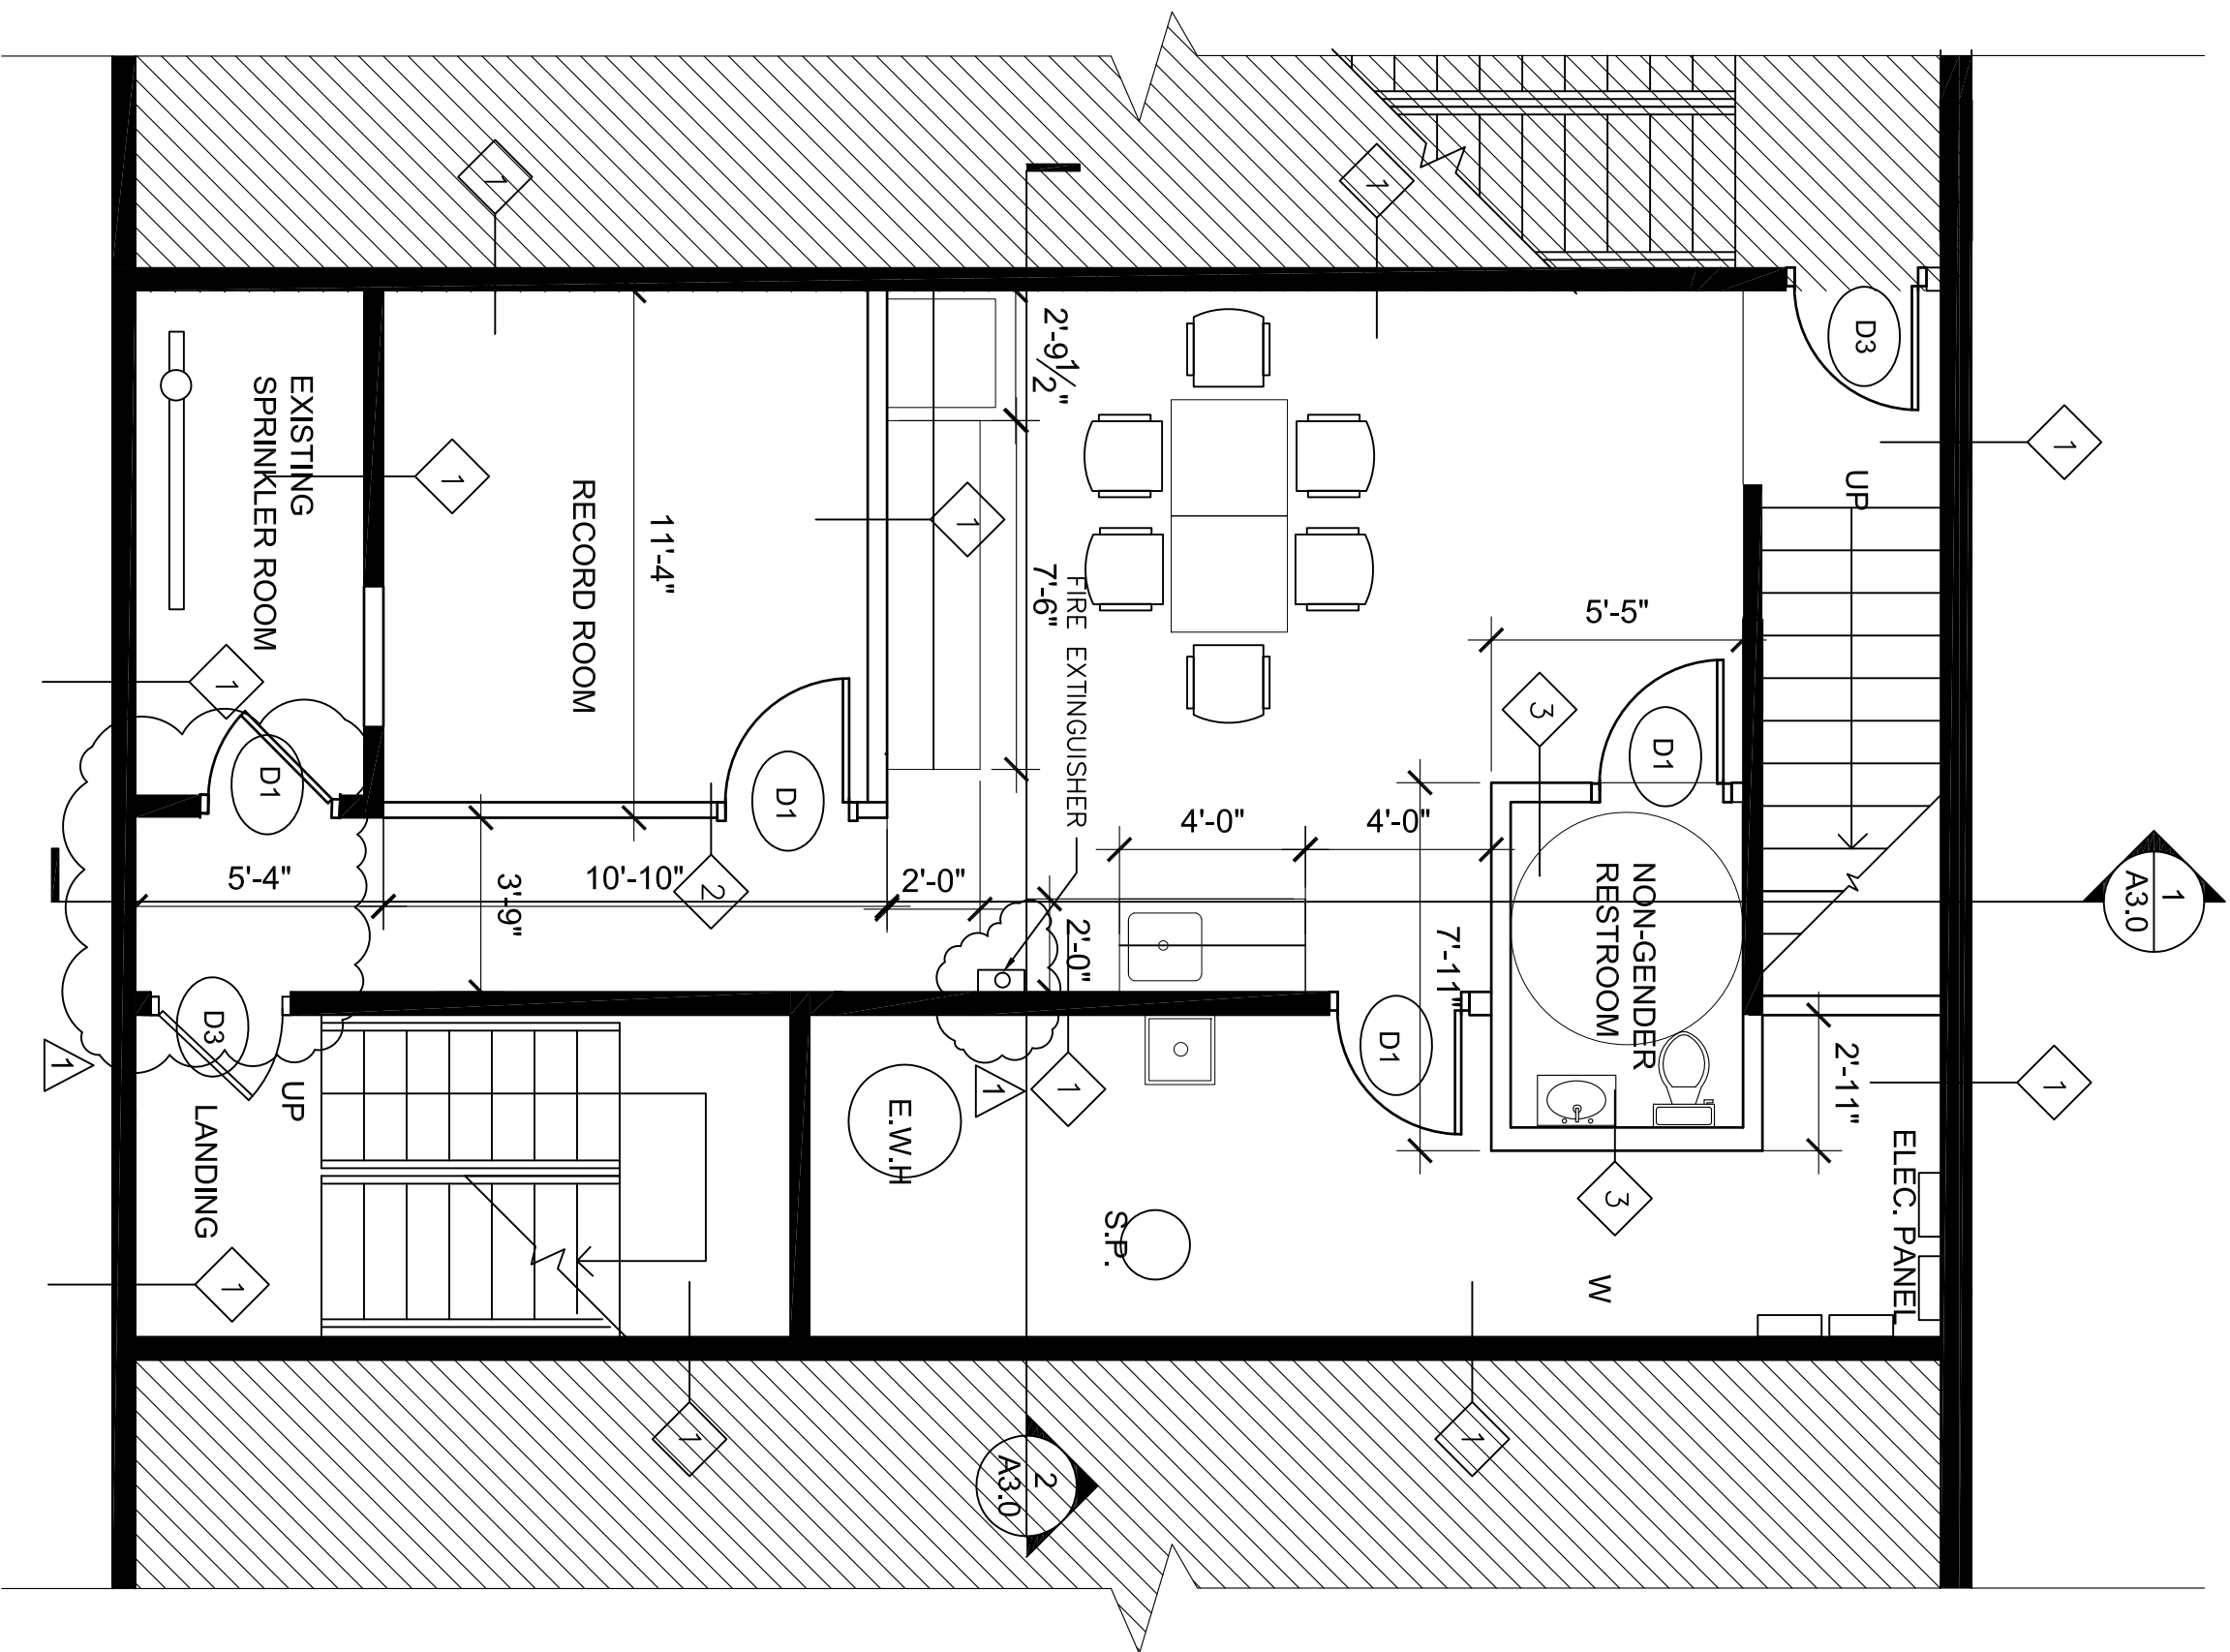 1
1
D3
1
2'-9 1/2"
EXISTING
SPRINKLER ROOM
1
RECORD ROOM
11'-4"
1
7'-6"
FIRE EXTINGUISHER
UP
5'-5"
3
1
D1
D1
D1
4'-0"
4'-0"
5'-4"
3'-9"
10'-10"
2
2'-0"
2'-0"
7'-11"
NON-GENDER
RESTROOM
1
A3.0
D3
1
UP
LANDING
E.W.H
1
1
D1
2'-11"
1
ELEC. PANEL
3
S.P.
W
1
1
1
2
A3.0